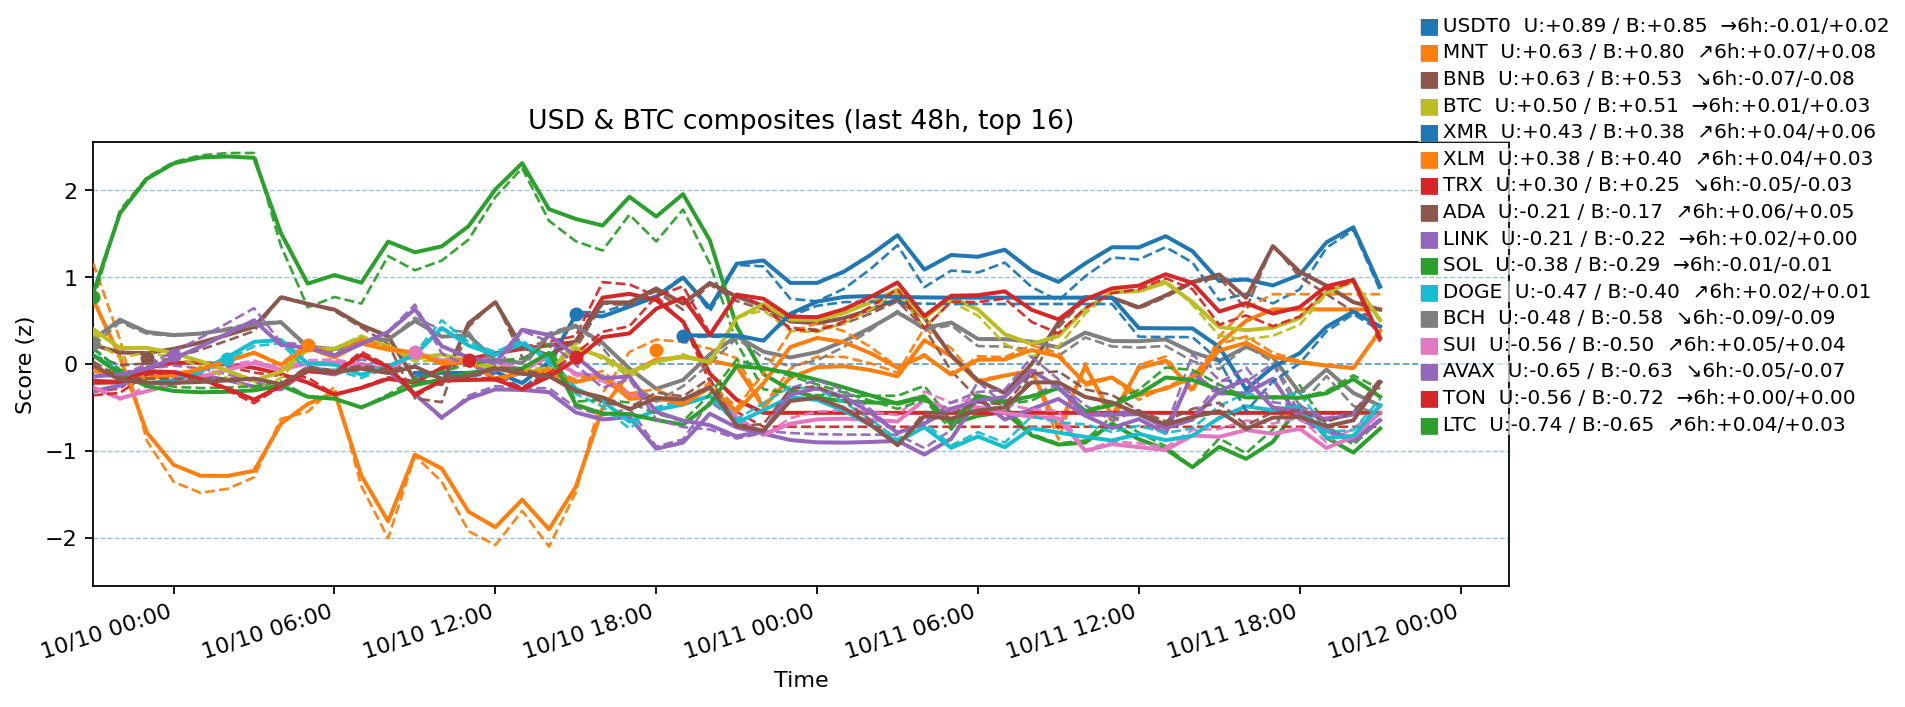 USDT0 U:+0.89 / B:+0.85 →6h:-0.01/+0.02
MNT U:+0.63 / B:+0.80 ↗6h:+0.07/+0.08
BNB U:+0.63 / B:+0.53 ↘6h:-0.07/-0.08
BTC U:+0.50 / B:+0.51 →6h:+0.01/+0.03
XMR U:+0.43 / B:+0.38 ↗6h:+0.04/+0.06
XLM U:+0.38 / B:+0.40 ↗6h:+0.04/+0.03
TRX U:+0.30 / B:+0.25 ↘6h:-0.05/-0.03
ADA U:-0.21 / B:-0.17 ↗6h:+0.06/+0.05
LINK U:-0.21 / B:-0.22 →6h:+0.02/+0.00
SOL U:-0.38 / B:-0.29 →6h:-0.01/-0.01
DOGE U:-0.47 / B:-0.40 ↗6h:+0.02/+0.01
BCH U:-0.48 / B:-0.58 ↘6h:-0.09/-0.09
SUI U:-0.56 / B:-0.50 ↗6h:+0.05/+0.04
AVAX U:-0.65 / B:-0.63 ↘6h:-0.05/-0.07
TON U:-0.56 / B:-0.72 →6h:+0.00/+0.00
LTC U:-0.74 / B:-0.65 ↗6h:+0.04/+0.03
USD & BTC composites (last 48h, top 16)
Score (z)
2
1
0
−1
−2
10/10 00:00
10/10 06:00
10/10 12:00
10/10 18:00
10/11 00:00
10/11 06:00
10/11 12:00
10/11 18:00
10/12 00:00
Time